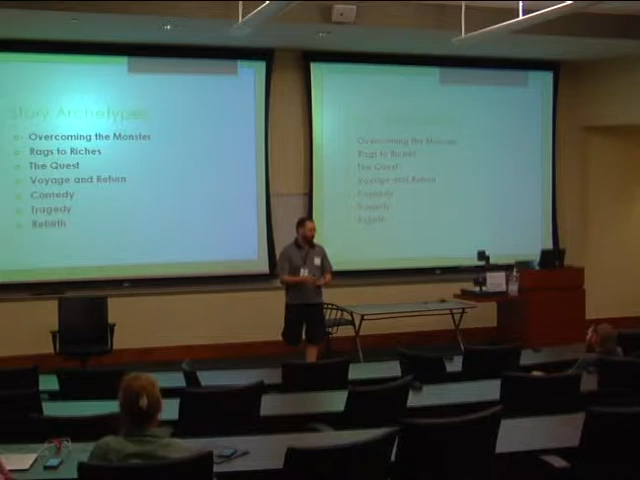 Story Archetypes
Overcoming the Monster
Rags to Riches
The Quest
Voyage and Return
Comedy
Tragedy
Rebirth
Overcoming the Monster
Rags to Riches
The Quest
Voyage and Return
Comedy
Tragedy
Rebirth